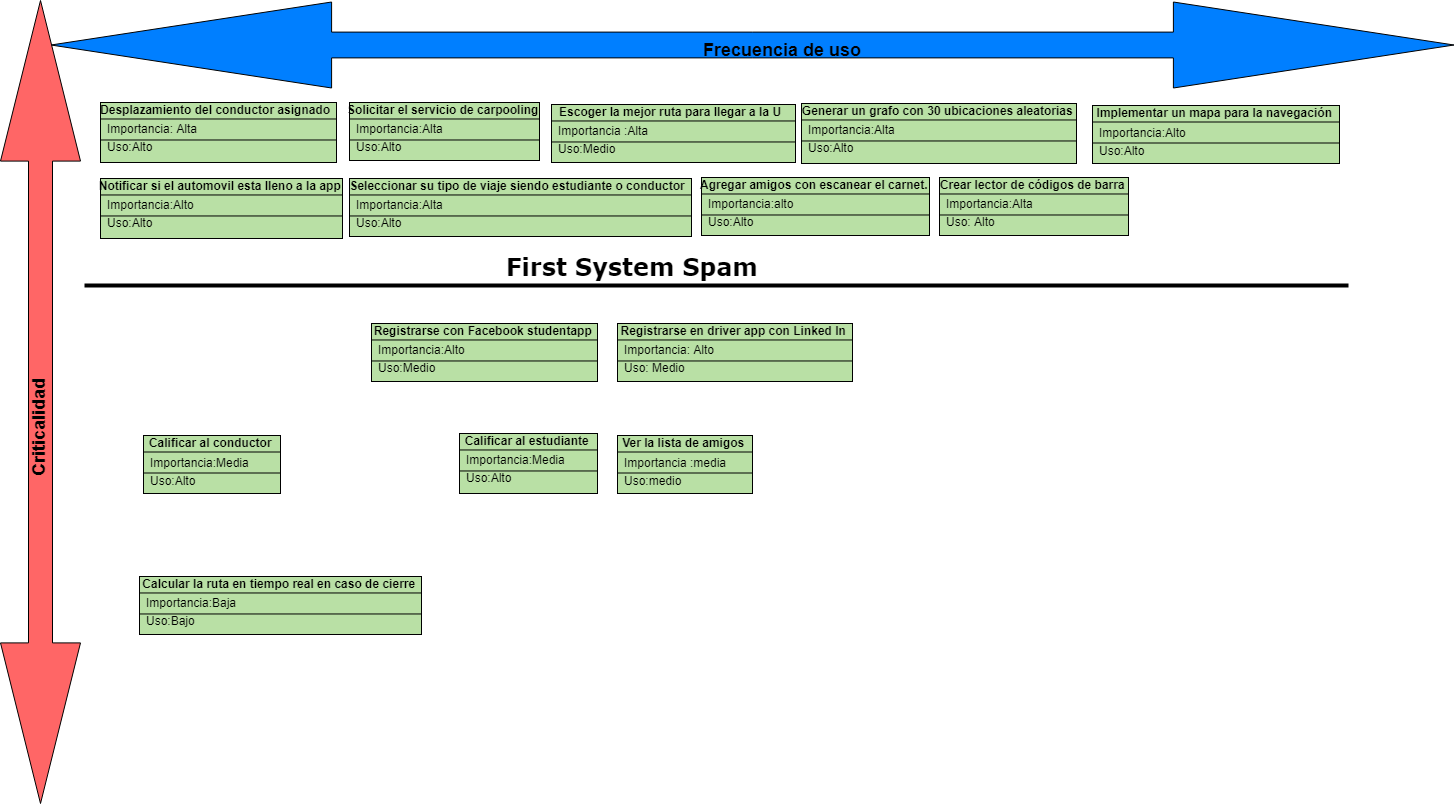 Frecuencia de uso
Desplazamiento del conductor asignado
Importancia: Alta
Uso:Alto
Solicitar el servicio de carpooling
Importancia:Alta
Uso:Alto
Escoger la mejor ruta para llegar a la U
Importancia :Alta
Uso:Medio
Generar un grafo con 30 ubicaciones aleatorias
Importancia:Alta
Uso:Alto
Implementar un mapa para la navegación
Importancia:Alto
Uso:Alto
Notificar si el automovil esta lleno a la app
Importancia:Alto
Uso:Alto
Seleccionar su tipo de viaje siendo estudiante o conductor
Importancia:Alta
Uso:Alto
Agregar amigos con escanear el carnet.
Importancia:alto
Uso:Alto
Crear lector de códigos de barra
Importancia:Alta
Uso: Alto
First System Spam
Registrarse con Facebook studentapp
Importancia:Alto
Uso:Medio
Registrarse en driver app con Linked In
Importancia: Alto
Uso: Medio
Criticalidad
Calificar al conductor
Importancia:Media
Uso:Alto
Calificar al estudiante
Importancia:Media
Uso:Alto
Ver la lista de amigos
Importancia :media
Uso:medio
Calcular la ruta en tiempo real en caso de cierre
Importancia:Baja
Uso:Bajo